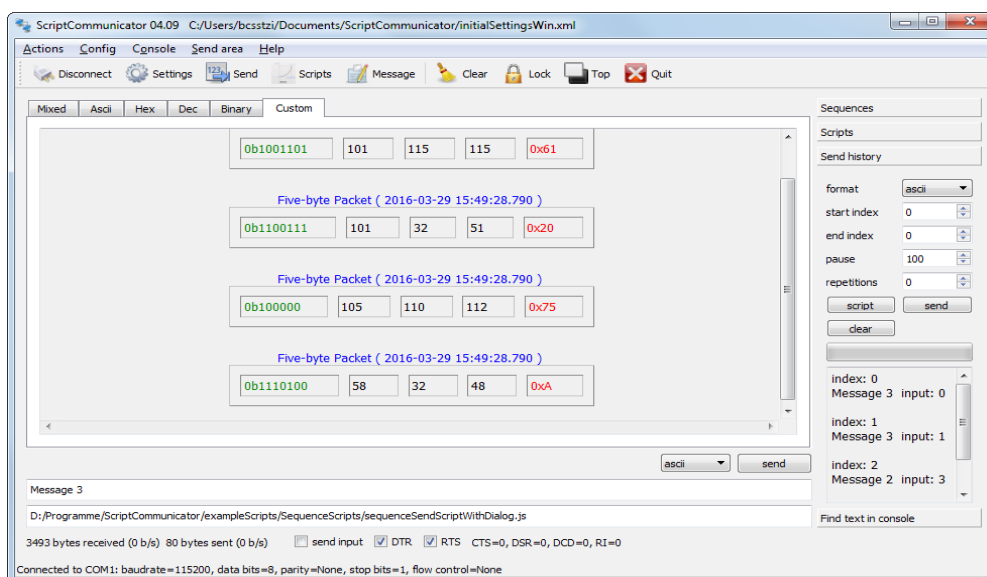 ScriptCommunicator 04.09 C:/Users/bcsstzi/Documents/ScriptCommunicator/initialSettingsWin.xml
Actions Config Console Send area Help
Disconnect Settings Send Scripts Message Clear Lock Top Quit
Mixed Ascii Hex Dec Binary Custom
0b1001101 101 115 115 0x61
Five-byte Packet ( 2016-03-29 15:49:28.790 )
0b1100111 101 32 51 0x20
Five-byte Packet ( 2016-03-29 15:49:28.790 )
0b100000 105 110 112 0x75
Five-byte Packet ( 2016-03-29 15:49:28.790 )
0b1110100 58 32 48 0xA
ascii send
Message 3
D:/Programme/ScriptCommunicator/exampleScripts/SequenceScripts/sequenceSendScriptWithDialog.js
3493 bytes received (0 b/s) 80 bytes sent (0 b/s) send input DTR RTS CTS=0, DSR=0, DCD=0, RI=0
Connected to COM1: baudrate=115200, data bits=8, parity=None, stop bits=1, flow control=None
Sequences
Scripts
Send history
format ascii
start index 0
end index 0
pause 100
repetitions 0
script send
clear
index: 0
Message 3 input: 0
index: 1
Message 3 input: 1
index: 2
Message 2 input: 3
Find text in console